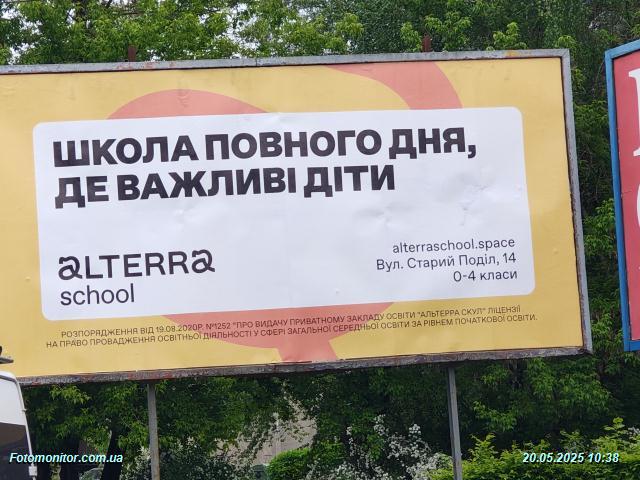 ШКОЛА ПОВНОГО ДНЯ,
ДЕ ВАЖЛИВІ ДІТИ
ALTERRA
school
alterraschool.space
Вул. Старий Поділ, 14
0-4 класи
РОЗПОРЯДЖЕННЯ ВІД 19.08.2020Р. №1252 "ПРО ВИДАЧУ ПРИВАТНОМУ ЗАКЛАДУ ОСВІТИ "АЛЬТЕРРА СКУЛ" ЛІЦЕНЗІЇ
НА ПРАВО ПРОВАДЖЕННЯ ОСВІТНЬОЇ ДІЯЛЬНОСТІ У СФЕРІ ЗАГАЛЬНОЇ СЕРЕДНЬОЇ ОСВІТИ ЗА РІВНЕМ ПОЧАТКОВОЇ ОСВІТИ.
Fotomonitor.com.ua
20.05.2025 10:38